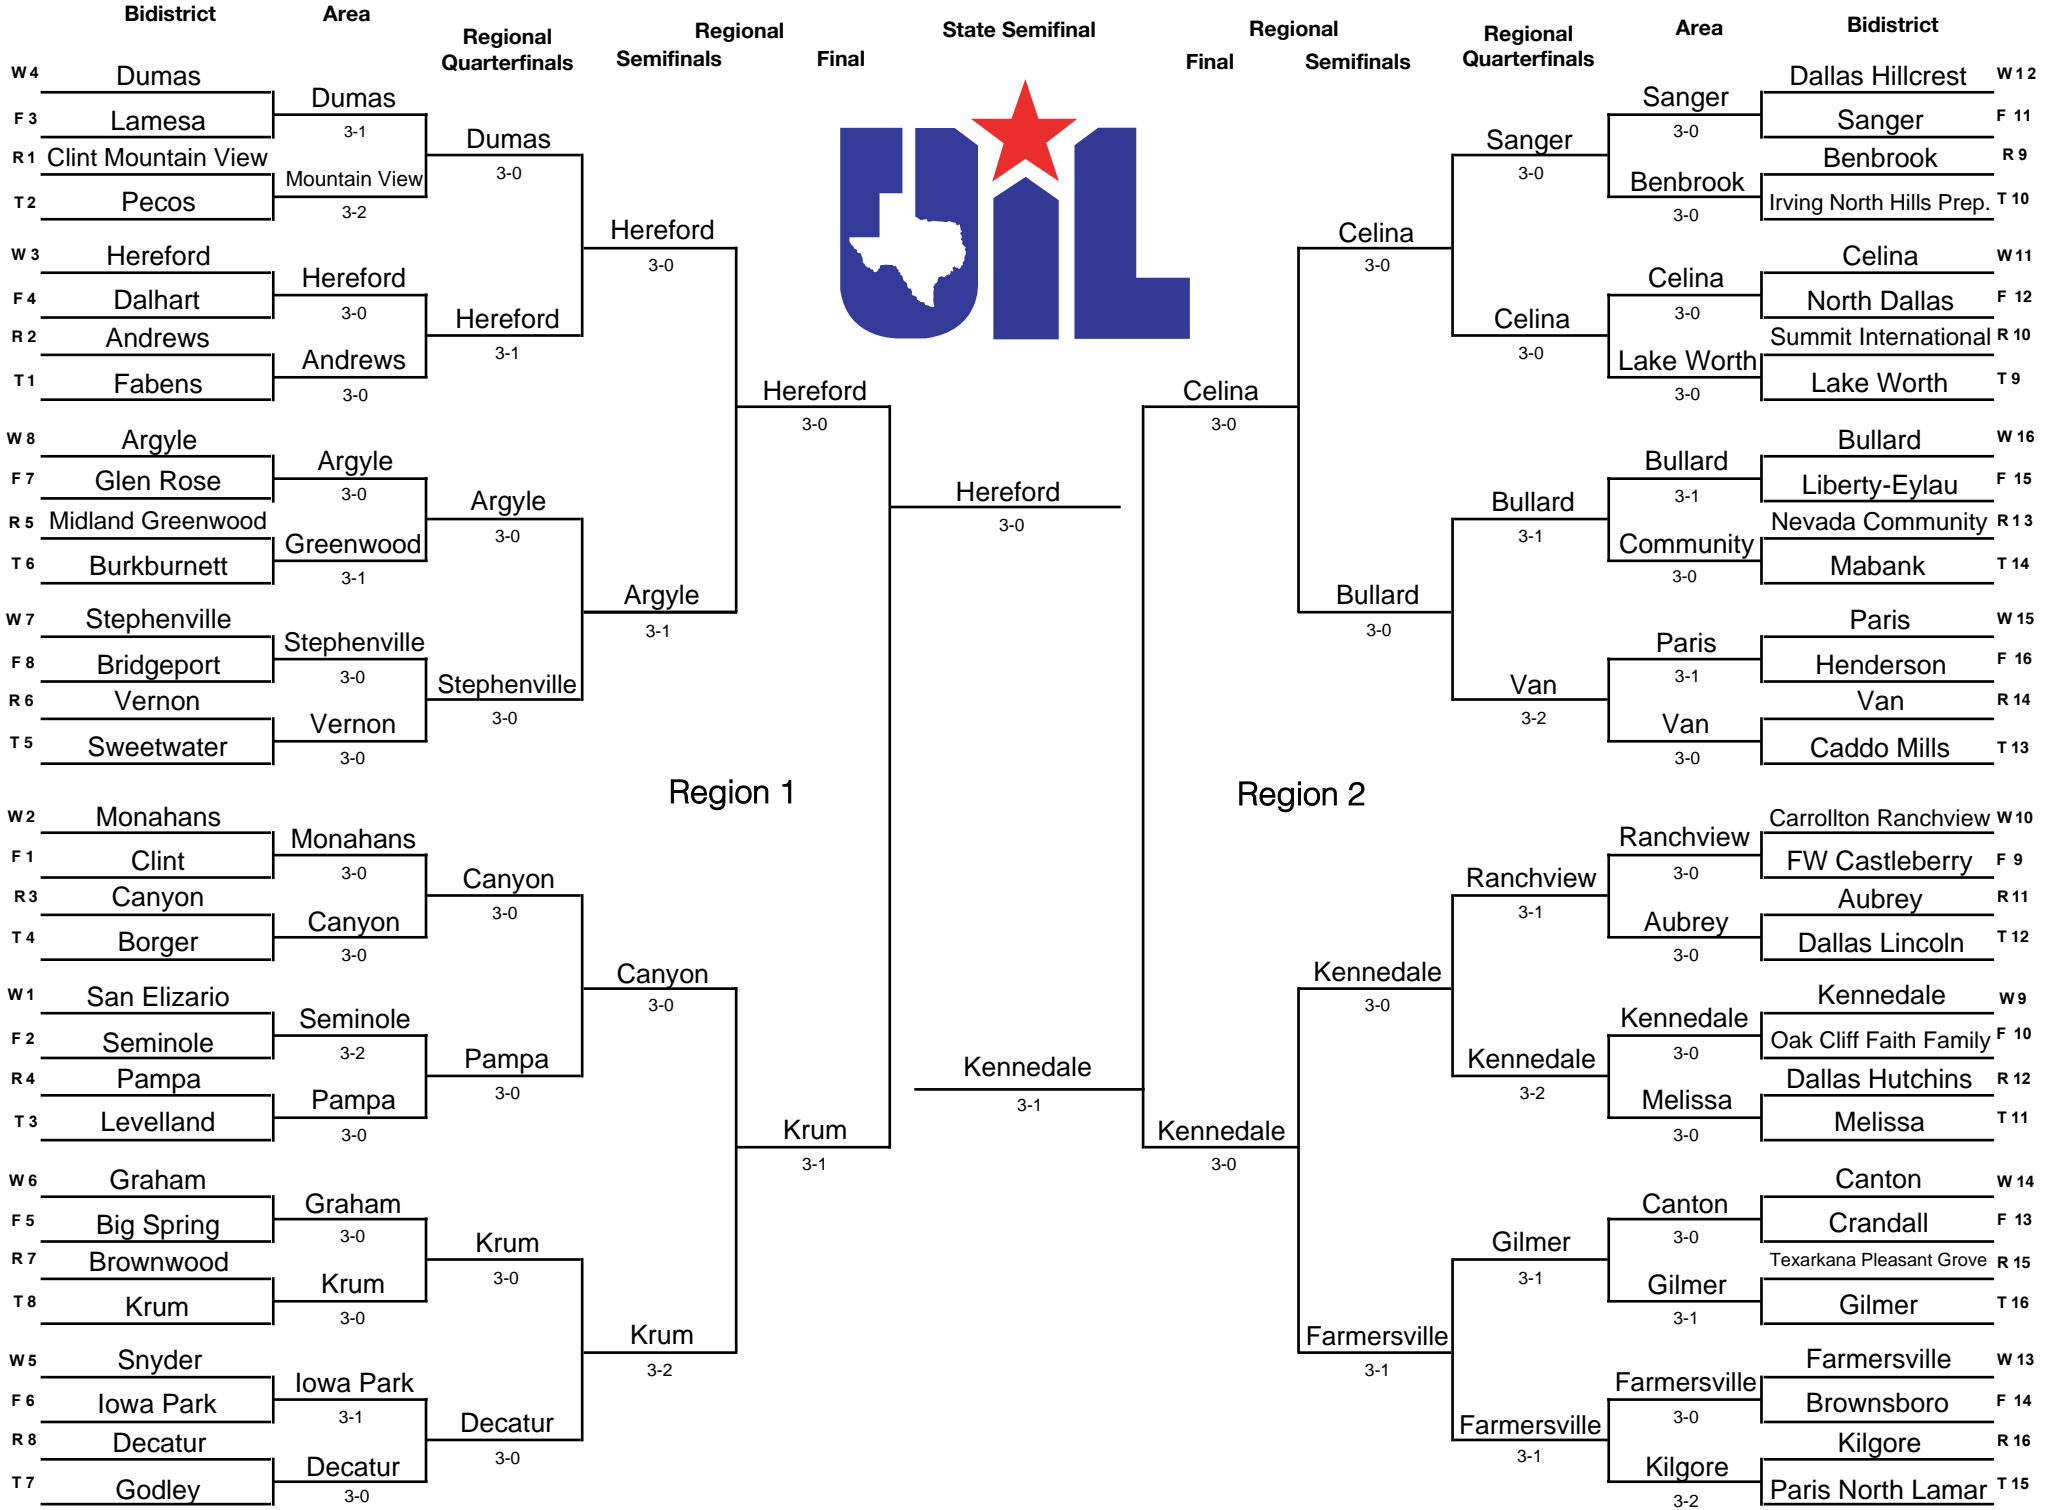 Bidistrict
Area
Regional
Quarterfinals
Regional
Semifinals
Final
State Semifinal
Regional
Final
Semifinals
Regional
Quarterfinals
Area
Bidistrict
W 4 Dumas
F 3 Lamesa
R 1 Clint Mountain View
T 2 Pecos
W 3 Hereford
F 4 Dalhart
R 2 Andrews
T 1 Fabens
W 8 Argyle
F 7 Glen Rose
R 5 Midland Greenwood
T 6 Burkburnett
W 7 Stephenville
F 8 Bridgeport
R 6 Vernon
T 5 Sweetwater
W 2 Monahans
F 1 Clint
R 3 Canyon
T 4 Borger
W 1 San Elizario
F 2 Seminole
R 4 Pampa
T 3 Levelland
W 6 Graham
F 5 Big Spring
R 7 Brownwood
T 8 Krum
W 5 Snyder
F 6 Iowa Park
R 8 Decatur
T 7 Godley
Dumas
3-1
Mountain View
3-2
Hereford
3-0
Andrews
3-0
Argyle
3-0
Greenwood
3-1
Stephenville
3-0
Vernon
3-0
Monahans
3-0
Canyon
3-0
Seminole
3-2
Pampa
3-0
Graham
3-0
Krum
3-0
Iowa Park
3-1
Decatur
3-0
Dumas
3-0
Hereford
3-1
Argyle
3-0
Stephenville
3-0
Canyon
3-0
Pampa
3-0
Krum
3-0
Decatur
3-0
Hereford
3-0
Argyle
3-1
Canyon
3-0
Krum
3-2
Region 1
Hereford
3-0
Krum
3-1
UIL
Hereford
3-0
Kennedale
3-1
Celina
3-0
Kennedale
3-0
Region 2
Celina
3-0
Bullard
3-0
Kennedale
3-0
Farmersville
3-1
Sanger
3-0
Celina
3-0
Bullard
3-1
Van
3-2
Ranchview
3-1
Kennedale
3-2
Gilmer
3-1
Farmersville
3-1
Sanger
3-0
Benbrook
3-0
Celina
3-0
Lake Worth
3-0
Bullard
3-1
Community
3-0
Paris
3-1
Van
3-0
Ranchview
3-0
Aubrey
3-0
Kennedale
3-0
Melissa
3-0
Canton
3-0
Gilmer
3-1
Farmersville
3-0
Kilgore
3-2
Dallas Hillcrest W 12
Sanger F 11
Benbrook R 9
Irving North Hills Prep. T 10
Celina W 11
North Dallas F 12
Summit International R 10
Lake Worth T 9
Bullard W 16
Liberty-Eylau F 15
Nevada Community R 13
Mabank T 14
Paris W 15
Henderson F 16
Van R 14
Caddo Mills T 13
Carrollton Ranchview W 10
FW Castleberry F 9
Aubrey R 11
Dallas Lincoln T 12
Kennedale W 9
Oak Cliff Faith Family F 10
Dallas Hutchins R 12
Melissa T 11
Canton W 14
Crandall F 13
Texarkana Pleasant Grove R 15
Gilmer T 16
Farmersville W 13
Brownsboro F 14
Kilgore R 16
Paris North Lamar T 15